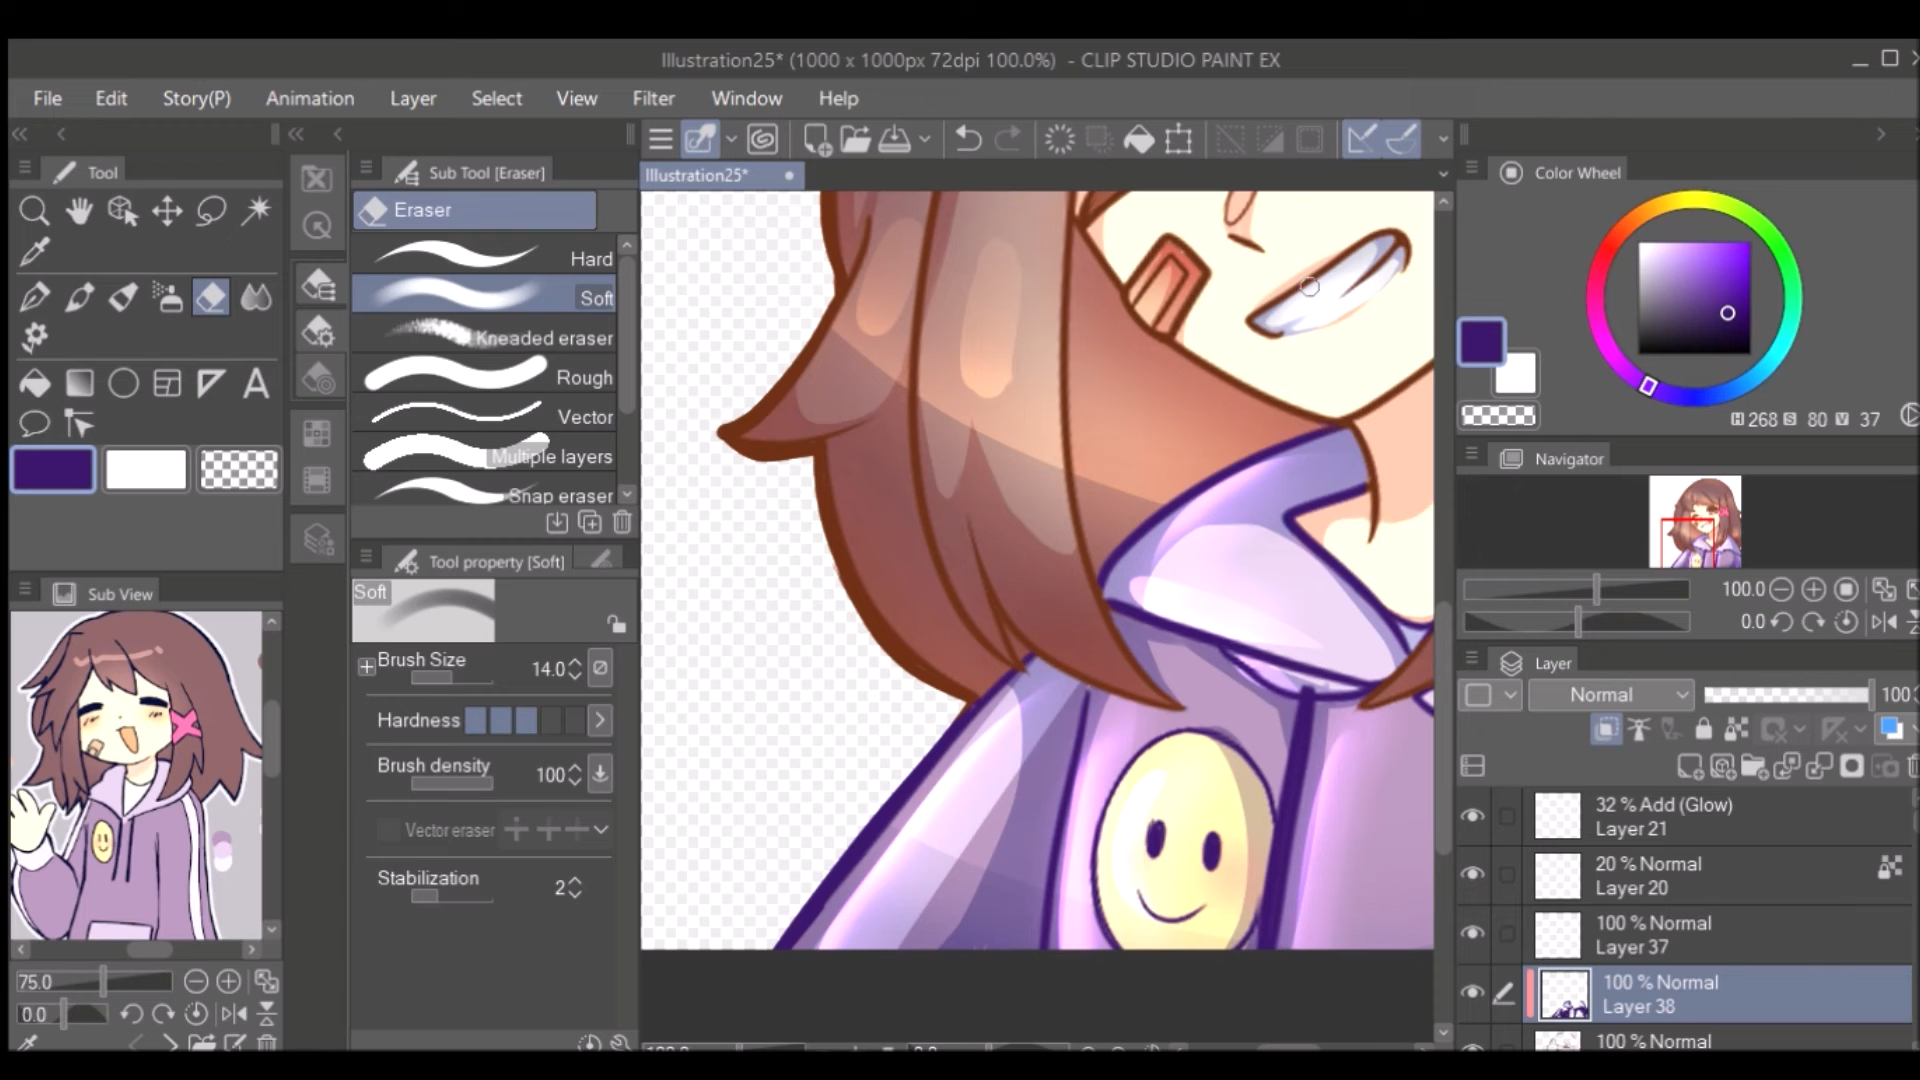 Illustration25* (1000 x 1000px 72dpi 100.0%) - CLIP STUDIO PAINT EX
File Edit Story(P) Animation Layer Select View Filter Window Help
Tool
Sub Tool [Eraser]
Eraser
Hard
Soft
Kneaded eraser
Rough
Vector
Multiple layers
Snap eraser
Tool property [Soft]
Soft
Brush Size 14.0
Hardness
Brush density 100
Vector eraser
Stabilization 2
Sub View
75.0
0.0
Illustration25*
Color Wheel
H 268 S 80 V 37
Navigator
100.0
0.0
Layer
Normal 100
32 % Add (Glow)
Layer 21
20 % Normal
Layer 20
100 % Normal
Layer 37
100 % Normal
Layer 38
100 % Normal